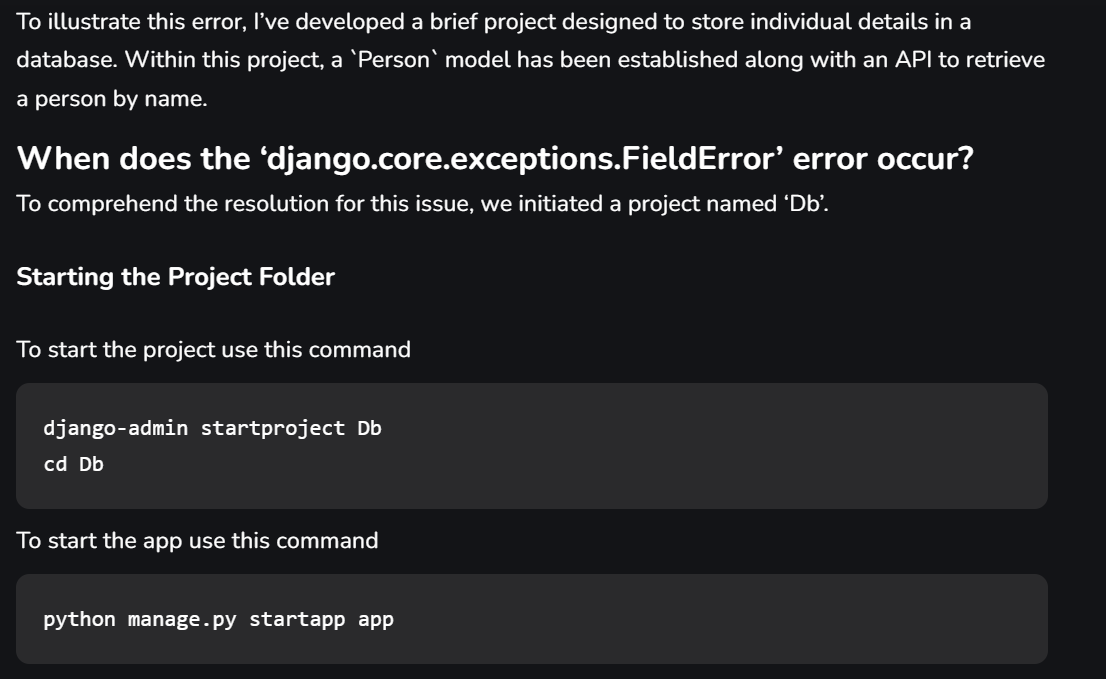 To illustrate this error, I’ve developed a brief project designed to store individual details in a
database. Within this project, a `Person` model has been established along with an API to retrieve
a person by name.
When does the ‘django.core.exceptions.FieldError’ error occur?
To comprehend the resolution for this issue, we initiated a project named ‘Db’.
Starting the Project Folder
To start the project use this command
django-admin startproject Db
cd Db
To start the app use this command
python manage.py startapp app